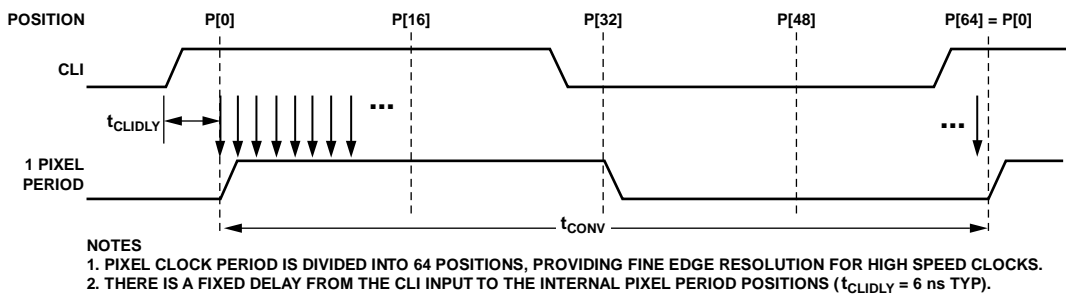 POSITION P[0] P[16] P[32] P[48] P[64] = P[0]
CLI
tCLIDLY
...
...
1 PIXEL
PERIOD
tCONV
NOTES
1. PIXEL CLOCK PERIOD IS DIVIDED INTO 64 POSITIONS, PROVIDING FINE EDGE RESOLUTION FOR HIGH SPEED CLOCKS.
2. THERE IS A FIXED DELAY FROM THE CLI INPUT TO THE INTERNAL PIXEL PERIOD POSITIONS (tCLIDLY = 6 ns TYP).